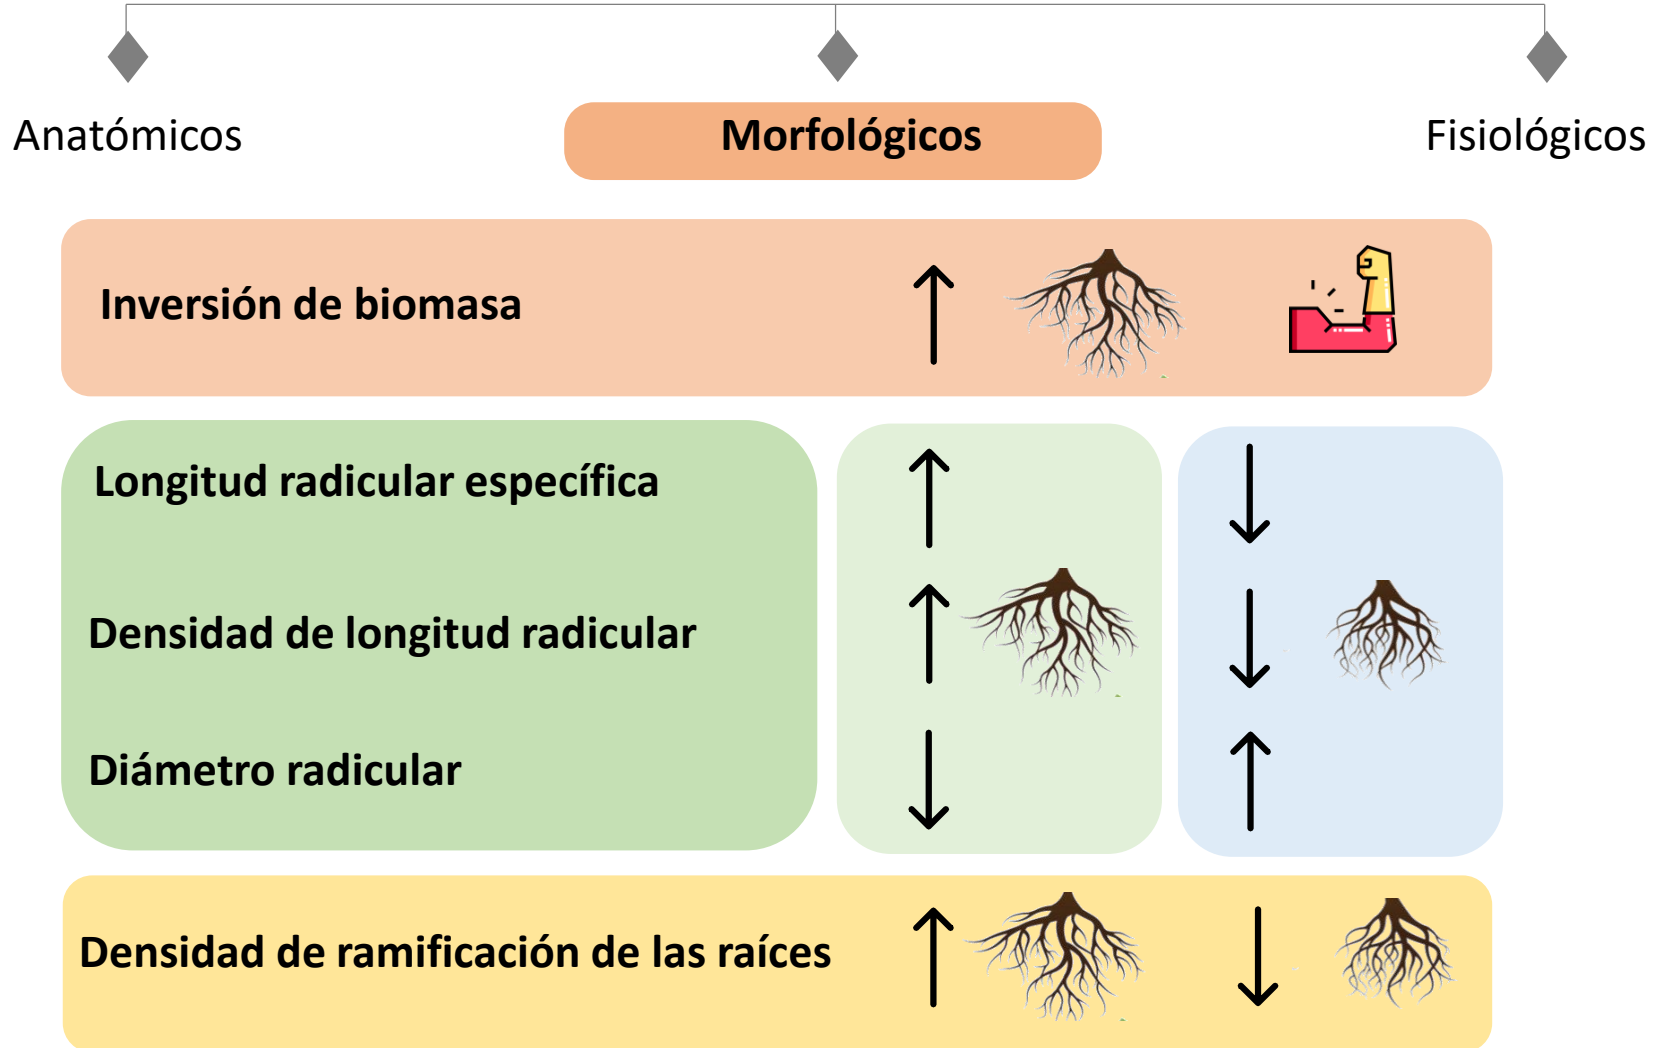 Anatómicos
Morfológicos
Fisiológicos
Inversión de biomasa
Longitud radicular específica
Densidad de longitud radicular
Diámetro radicular
Densidad de ramificación de las raíces